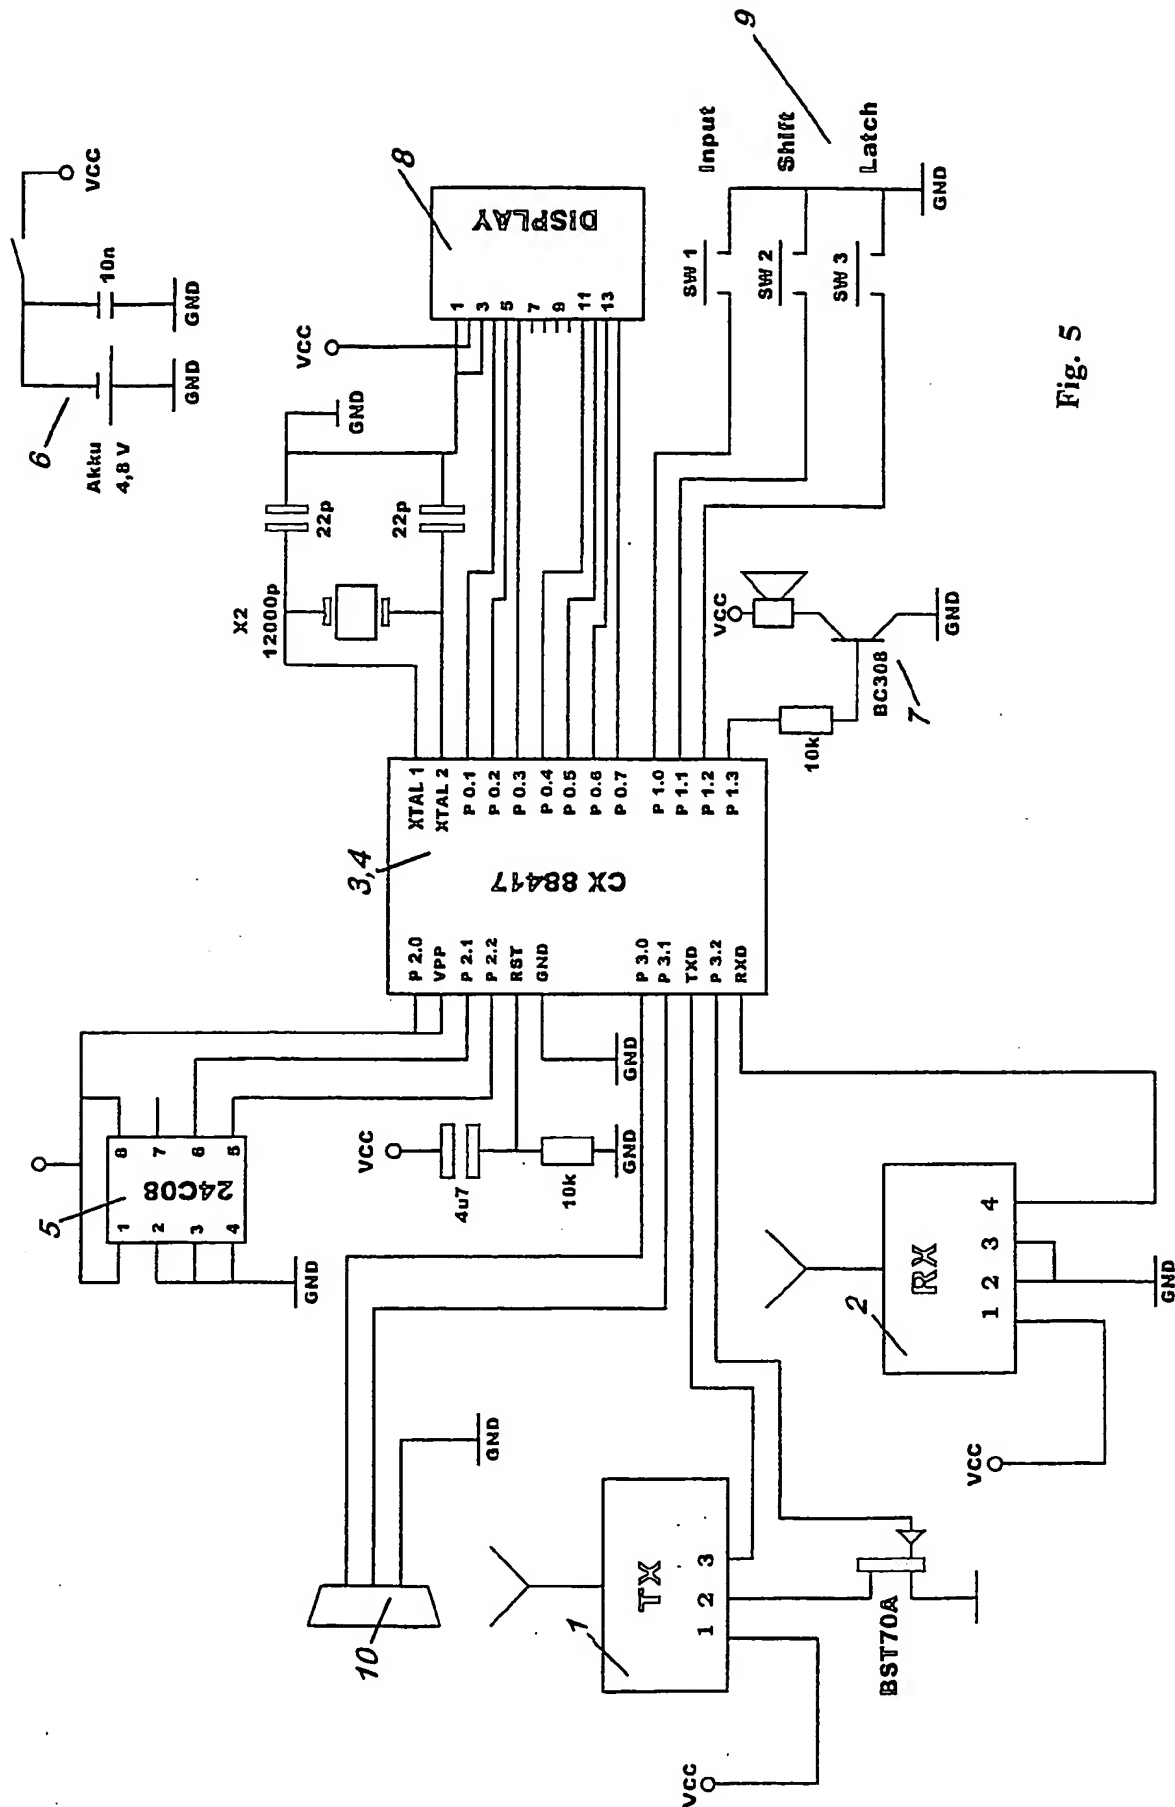 6
Akku
4,8 V
10n
GND
GND
VCC
5
24C08
1
2
3
4
8
7
6
5
GND
X2
12000p
22p
22p
GND
VCC
8
DISPLAY
1
3
5
7
9
11
13
VCC
4u7
10k
GND
GND
3,4
CX 88417
P 2.0
VPP
P 2.1
P 2.2
RST
GND
P 3.0
P 3.1
TXD
P 3.2
RXD
XTAL 1
XTAL 2
P 0.1
P 0.2
P 0.3
P 0.4
P 0.5
P 0.6
P 0.7
P 1.0
P 1.1
P 1.2
P 1.3
10
GND
1
TX
1
2
3
VCC
BST70A
2
RX
1
2
3
4
VCC
GND
10k
BC308
7
VCC
GND
SW 1
SW 2
SW 3
Input
Shift
Latch
9
GND
Fig. 5